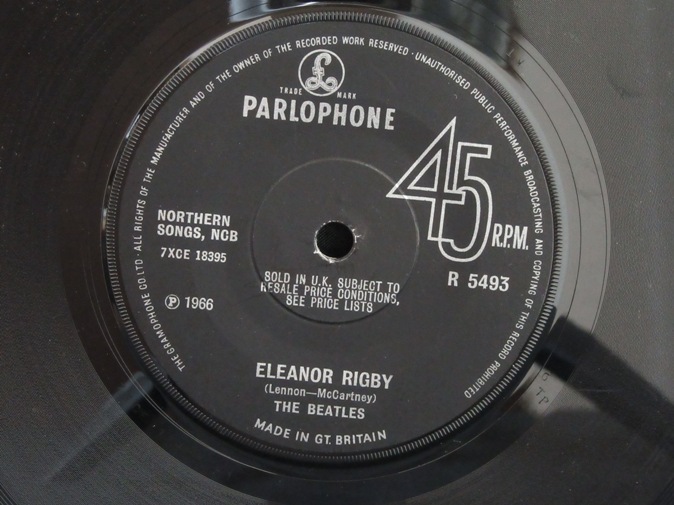 THE GRAMOPHONE CO. LTD · ALL RIGHTS OF THE MANUFACTURER AND OF THE OWNER OF THE RECORDED WORK RESERVED · UNAUTHORISED PUBLIC PERFORMANCE BROADCASTING AND COPYING OF THIS RECORD PROHIBITED
£
TRADE MARK
PARLOPHONE
45 R.P.M.
NORTHERN
SONGS, NCB
7XCE 18395
R 5493
SOLD IN U.K. SUBJECT TO
RESALE PRICE CONDITIONS,
SEE PRICE LISTS
℗ 1966
ELEANOR RIGBY
(Lennon—McCartney)
THE BEATLES
MADE IN GT. BRITAIN
G
TP